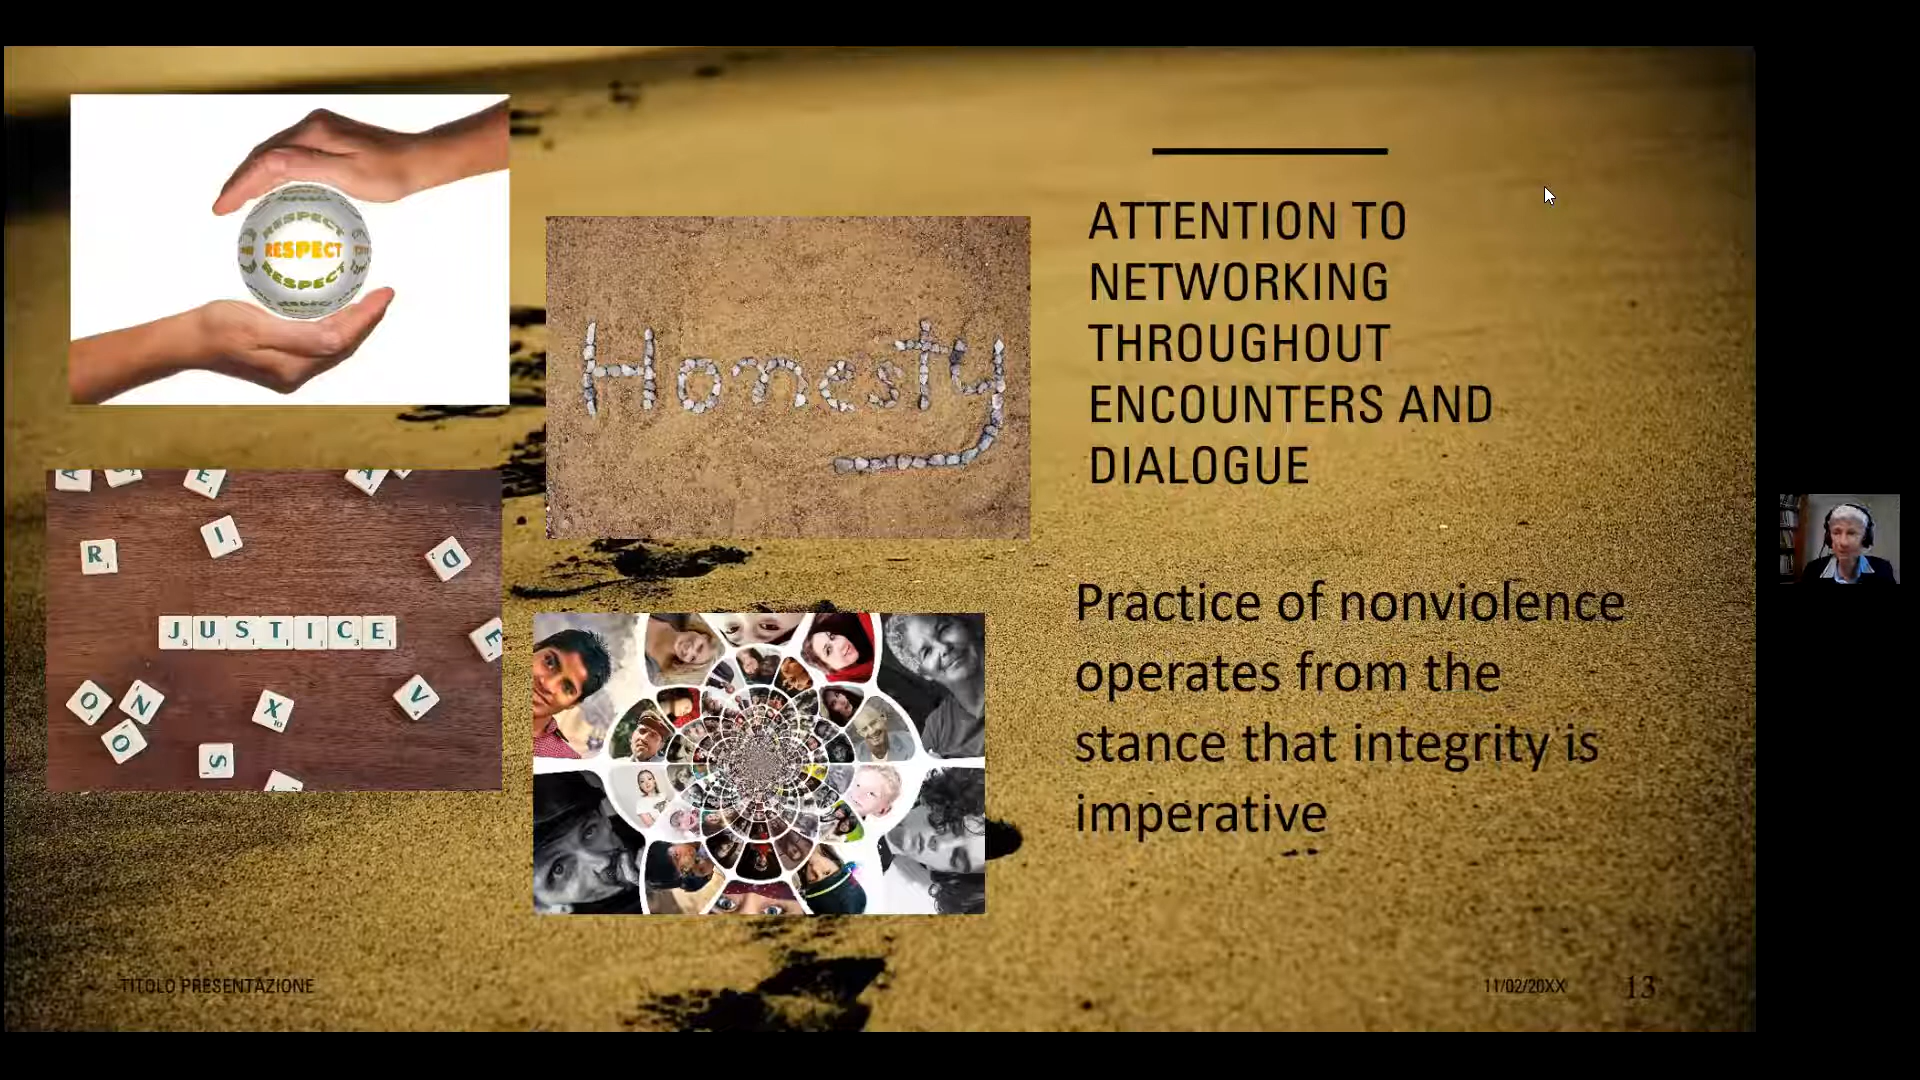 RESPECT
RESPECT
RESPECT
Honesty
ATTENTION TO
NETWORKING
THROUGHOUT
ENCOUNTERS AND
DIALOGUE
E
A
R
I
D
JUSTICE
E
O
N
X
V
O
S
Practice of nonviolence
operates from the
stance that integrity is
imperative
TITOLO PRESENTAZIONE
11/02/20XX
13